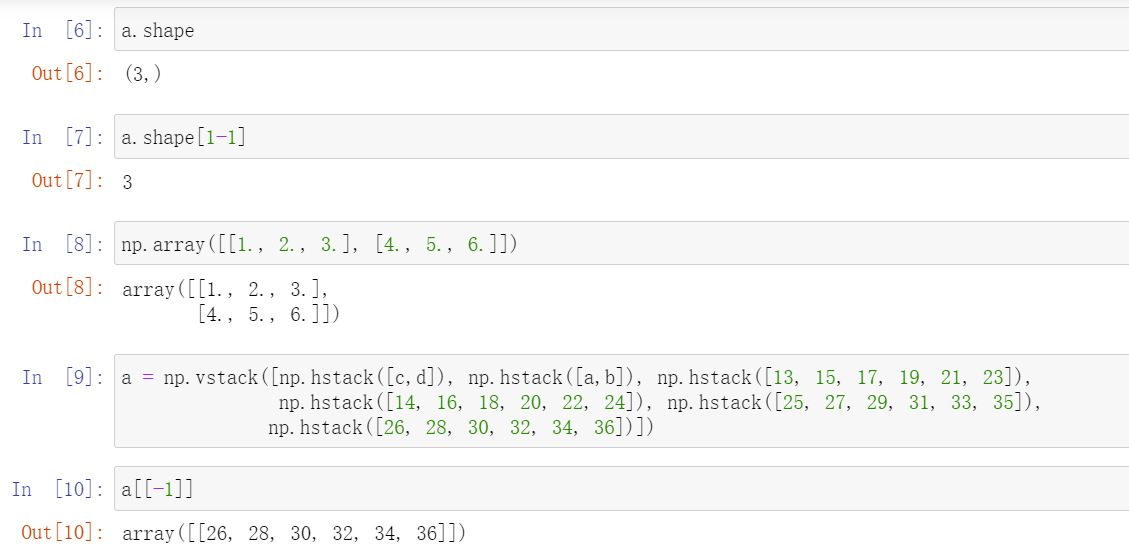 In [6]: a.shape
Out[6]: (3,)
In [7]: a.shape[1-1]
Out[7]: 3
In [8]: np.array([[1., 2., 3.], [4., 5., 6.]])
Out[8]: array([[1., 2., 3.],
[4., 5., 6.]])
In [9]: a = np.vstack([np.hstack([c,d]), np.hstack([a,b]), np.hstack([13, 15, 17, 19, 21, 23]),
np.hstack([14, 16, 18, 20, 22, 24]), np.hstack([25, 27, 29, 31, 33, 35]),
np.hstack([26, 28, 30, 32, 34, 36])])
In [10]: a[[-1]]
Out[10]: array([[26, 28, 30, 32, 34, 36]])